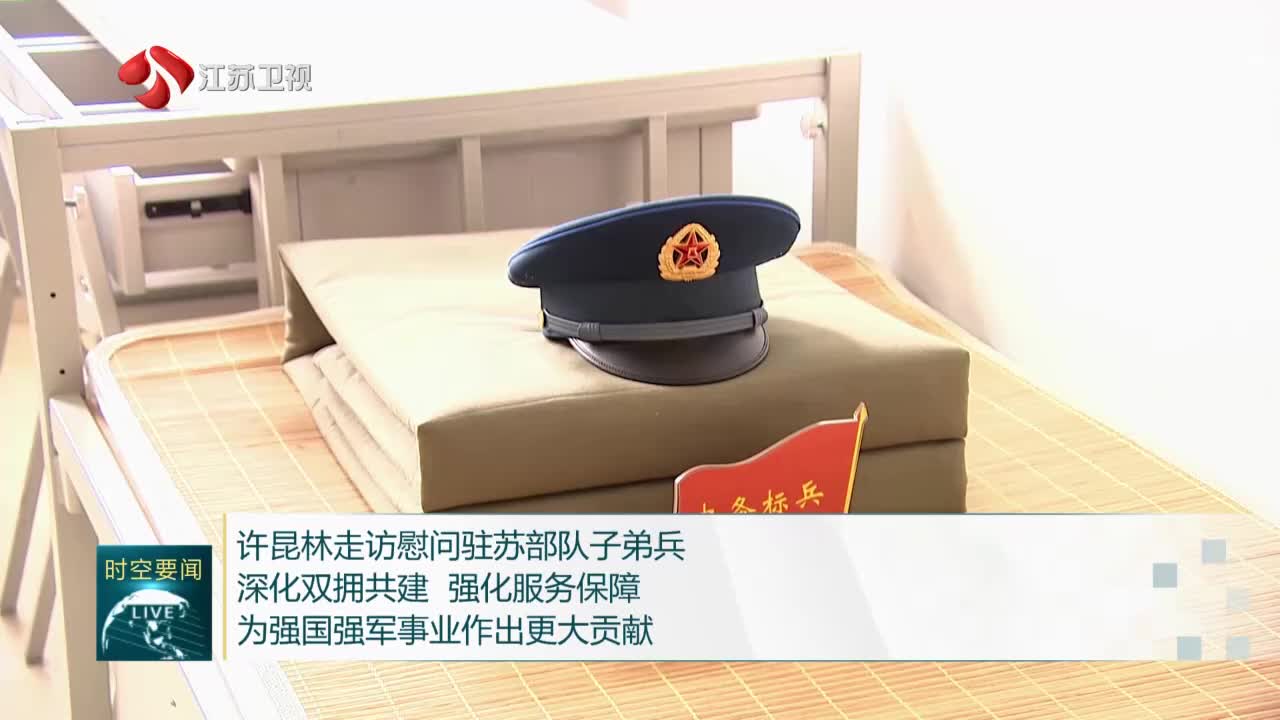 江苏卫视
标兵
许昆林走访慰问驻苏部队子弟兵
深化双拥共建 强化服务保障
为强国强军事业作出更大贡献
时空要闻
LIVE